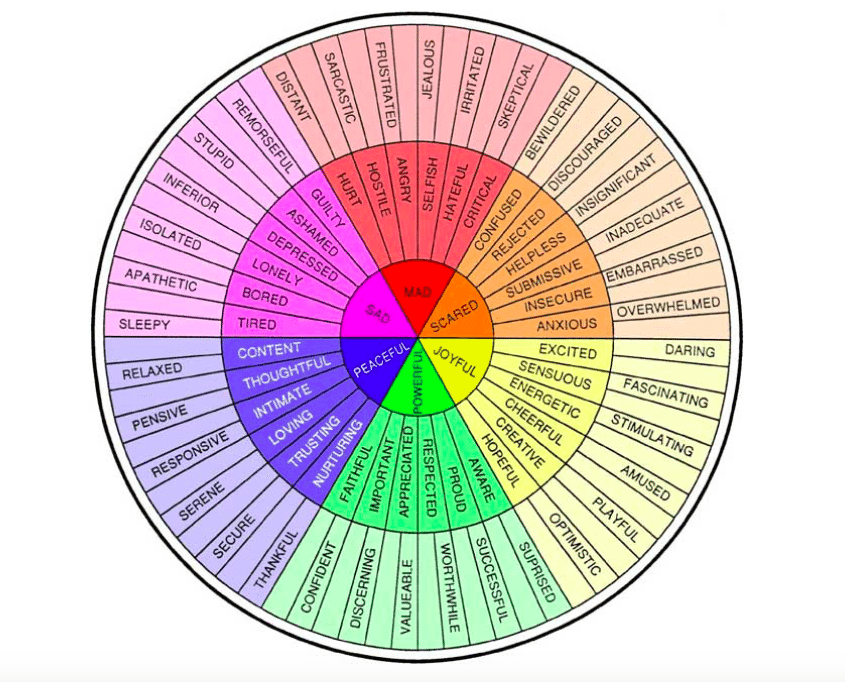 MAD
SCARED
JOYFUL
POWERFUL
PEACEFUL
SAD
HURT
HOSTILE
ANGRY
SELFISH
HATEFUL
CRITICAL
CONFUSED
REJECTED
HELPLESS
SUBMISSIVE
INSECURE
ANXIOUS
EXCITED
SENSUOUS
ENERGETIC
CHEERFUL
CREATIVE
HOPEFUL
AWARE
PROUD
RESPECTED
APPRECIATED
IMPORTANT
FAITHFUL
NURTURING
TRUSTING
LOVING
INTIMATE
THOUGHTFUL
CONTENT
TIRED
BORED
LONELY
DEPRESSED
ASHAMED
GUILTY
DISTANT
SARCASTIC
FRUSTRATED
JEALOUS
IRRITATED
SKEPTICAL
BEWILDERED
DISCOURAGED
INSIGNIFICANT
INADEQUATE
EMBARRASSED
OVERWHELMED
DARING
FASCINATING
STIMULATING
AMUSED
PLAYFUL
OPTIMISTIC
SUPRISED
SUCCESSFUL
WORTHWHILE
VALUEABLE
DISCERNING
CONFIDENT
THANKFUL
SECURE
SERENE
RESPONSIVE
PENSIVE
RELAXED
SLEEPY
APATHETIC
ISOLATED
INFERIOR
STUPID
REMORSEFUL